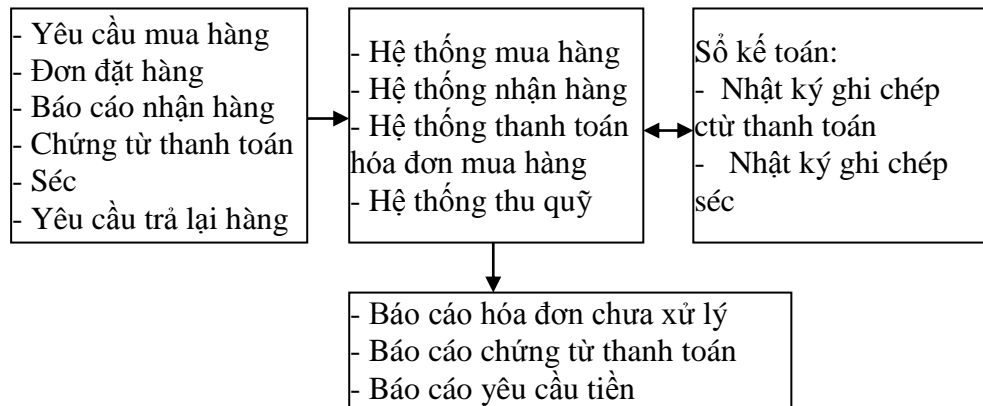 - Yêu cầu mua hàng
- Đơn đặt hàng
- Báo cáo nhận hàng
- Chứng từ thanh toán
- Séc
- Yêu cầu trả lại hàng
- Hệ thống mua hàng
- Hệ thống nhận hàng
- Hệ thống thanh toán
hóa đơn mua hàng
- Hệ thống thu quỹ
Sổ kế toán:
- Nhật ký ghi chép
ctừ thanh toán
- Nhật ký ghi chép
séc
- Báo cáo hóa đơn chưa xử lý
- Báo cáo chứng từ thanh toán
- Báo cáo yêu cầu tiền